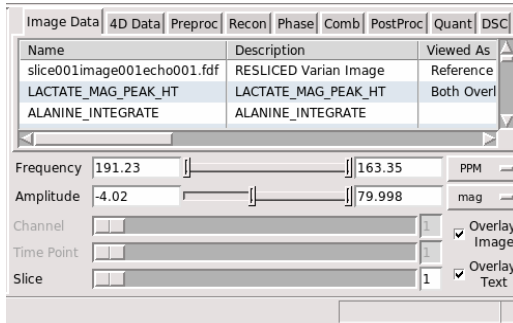 Image Data 4D Data Preproc Recon Phase Comb PostProc Quant DSC
Name Description Viewed As
slice001image001echo001.fdf RESLICED Varian Image Reference
LACTATE_MAG_PEAK_HT LACTATE_MAG_PEAK_HT Both Overl
ALANINE_INTEGRATE ALANINE_INTEGRATE
Frequency 191.23 163.35 PPM
Amplitude -4.02 79.998 mag
Channel 1 Overlay
Image
Time Point 1
Overlay
Text
Slice 1